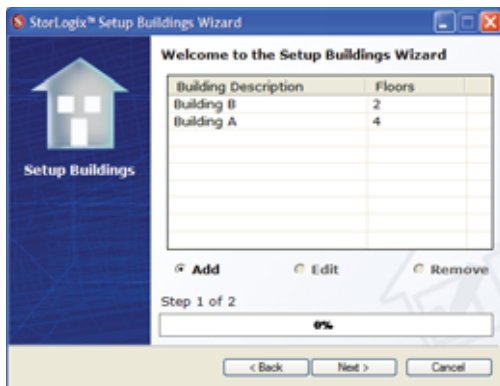 StorLogix™ Setup Buildings Wizard
Welcome to the Setup Buildings Wizard
Building Description Floors
Building B 2
Building A 4
Setup Buildings
Add Edit Remove
Step 1 of 2
0%
< Back Next > Cancel